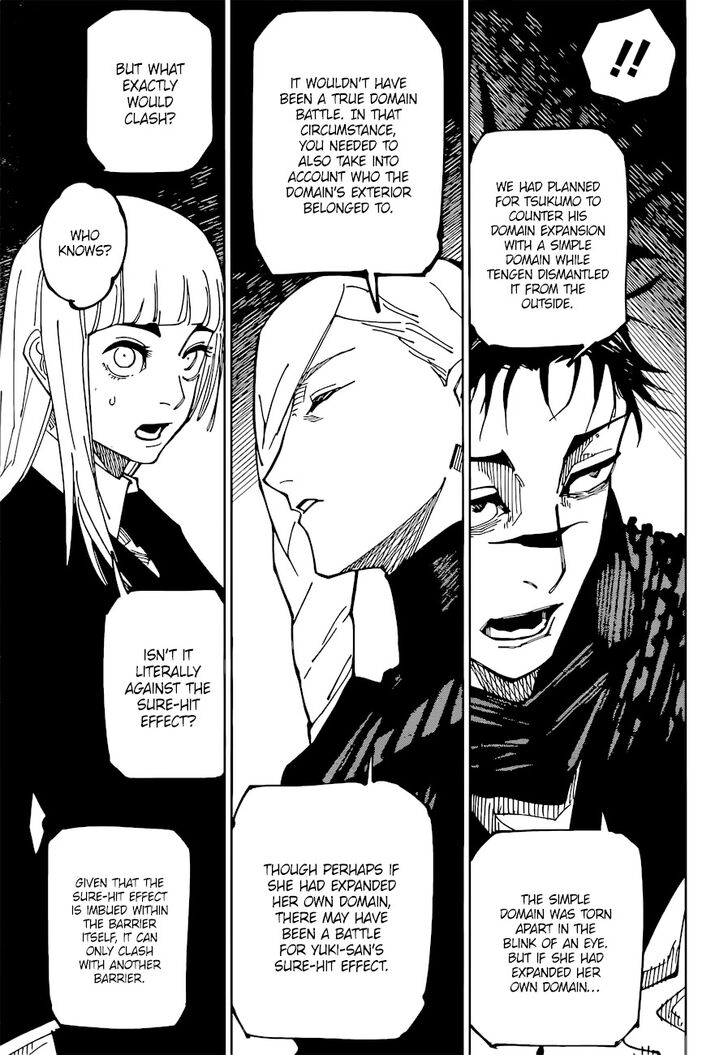 !!
WE HAD PLANNED
FOR TSUKUMO TO
COUNTER HIS
DOMAIN EXPANSION
WITH A SIMPLE
DOMAIN WHILE
TENGEN DISMANTLED
IT FROM THE
OUTSIDE.
THE SIMPLE
DOMAIN WAS TORN
APART IN THE
BLINK OF AN EYE.
BUT IF SHE HAD
EXPANDED HER
OWN DOMAIN...
IT WOULDN'T HAVE
BEEN A TRUE DOMAIN
BATTLE. IN THAT
CIRCUMSTANCE,
YOU NEEDED TO
ALSO TAKE INTO
ACCOUNT WHO THE
DOMAIN'S EXTERIOR
BELONGED TO.
THOUGH PERHAPS IF
SHE HAD EXPANDED
HER OWN DOMAIN,
THERE MAY HAVE
BEEN A BATTLE
FOR YUKI-SAN'S
SURE-HIT EFFECT.
BUT WHAT
EXACTLY
WOULD
CLASH?
WHO
KNOWS?
ISN'T IT
LITERALLY
AGAINST THE
SURE-HIT
EFFECT?
GIVEN THAT THE
SURE-HIT EFFECT
IS IMBUED WITHIN
THE BARRIER
ITSELF, IT CAN
ONLY CLASH
WITH ANOTHER
BARRIER.